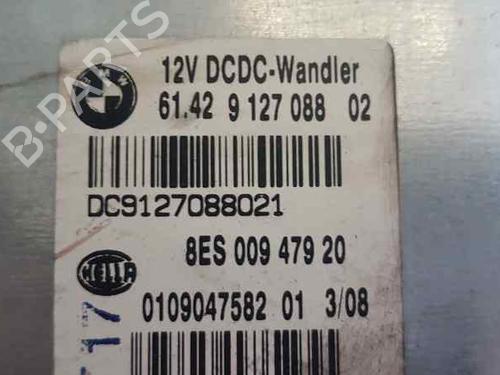 B-PARTS
BMW
12V DCDC-Wandler
61.42 9 127 088 02
DC9127088021
8ES 009 479 20
HELLA
0109047582 01 3/08